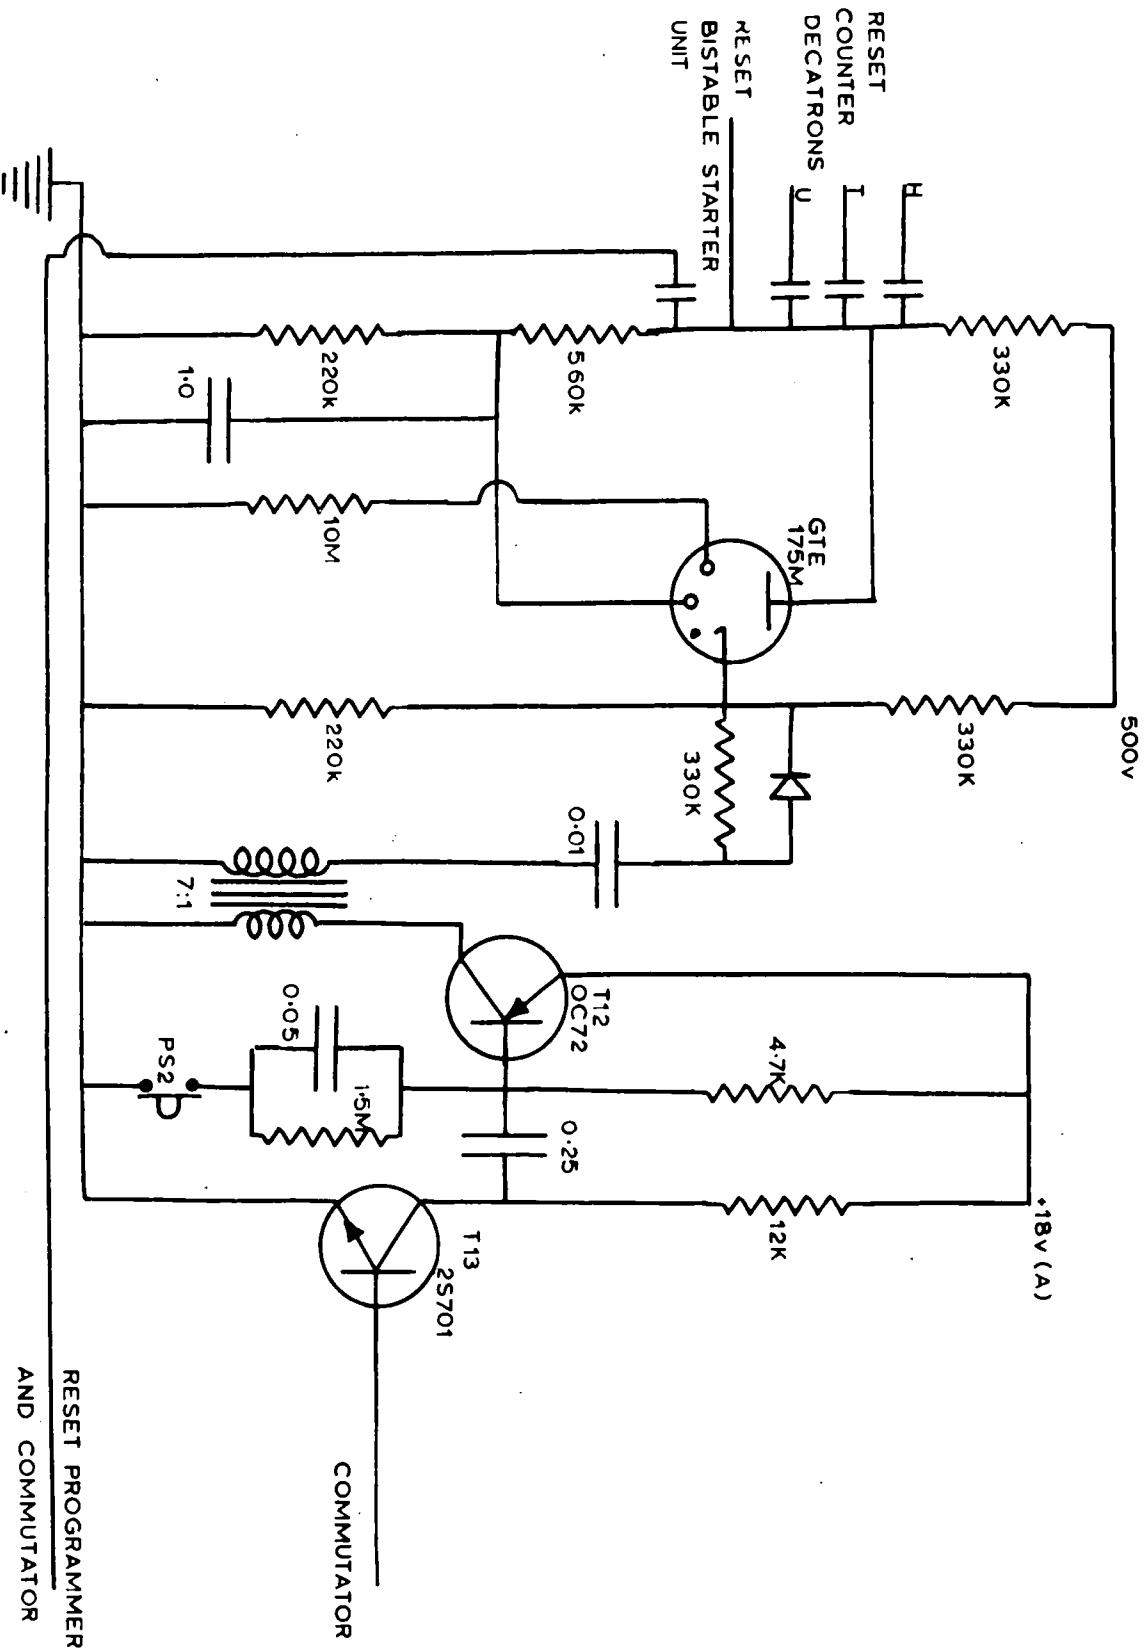 RESET
COUNTER
DECATRONS
H
T
U
RESET
BISTABLE STARTER
UNIT
500v
330K
330K
560k
220k
1·0
10M
GTE
175M
220k
330K
0·01
7:1
T12
OC72
4.7K
0·05
1·5M
PS2
0·25
+18v (A)
12K
T13
2S701
COMMUTATOR
RESET PROGRAMMER
AND COMMUTATOR